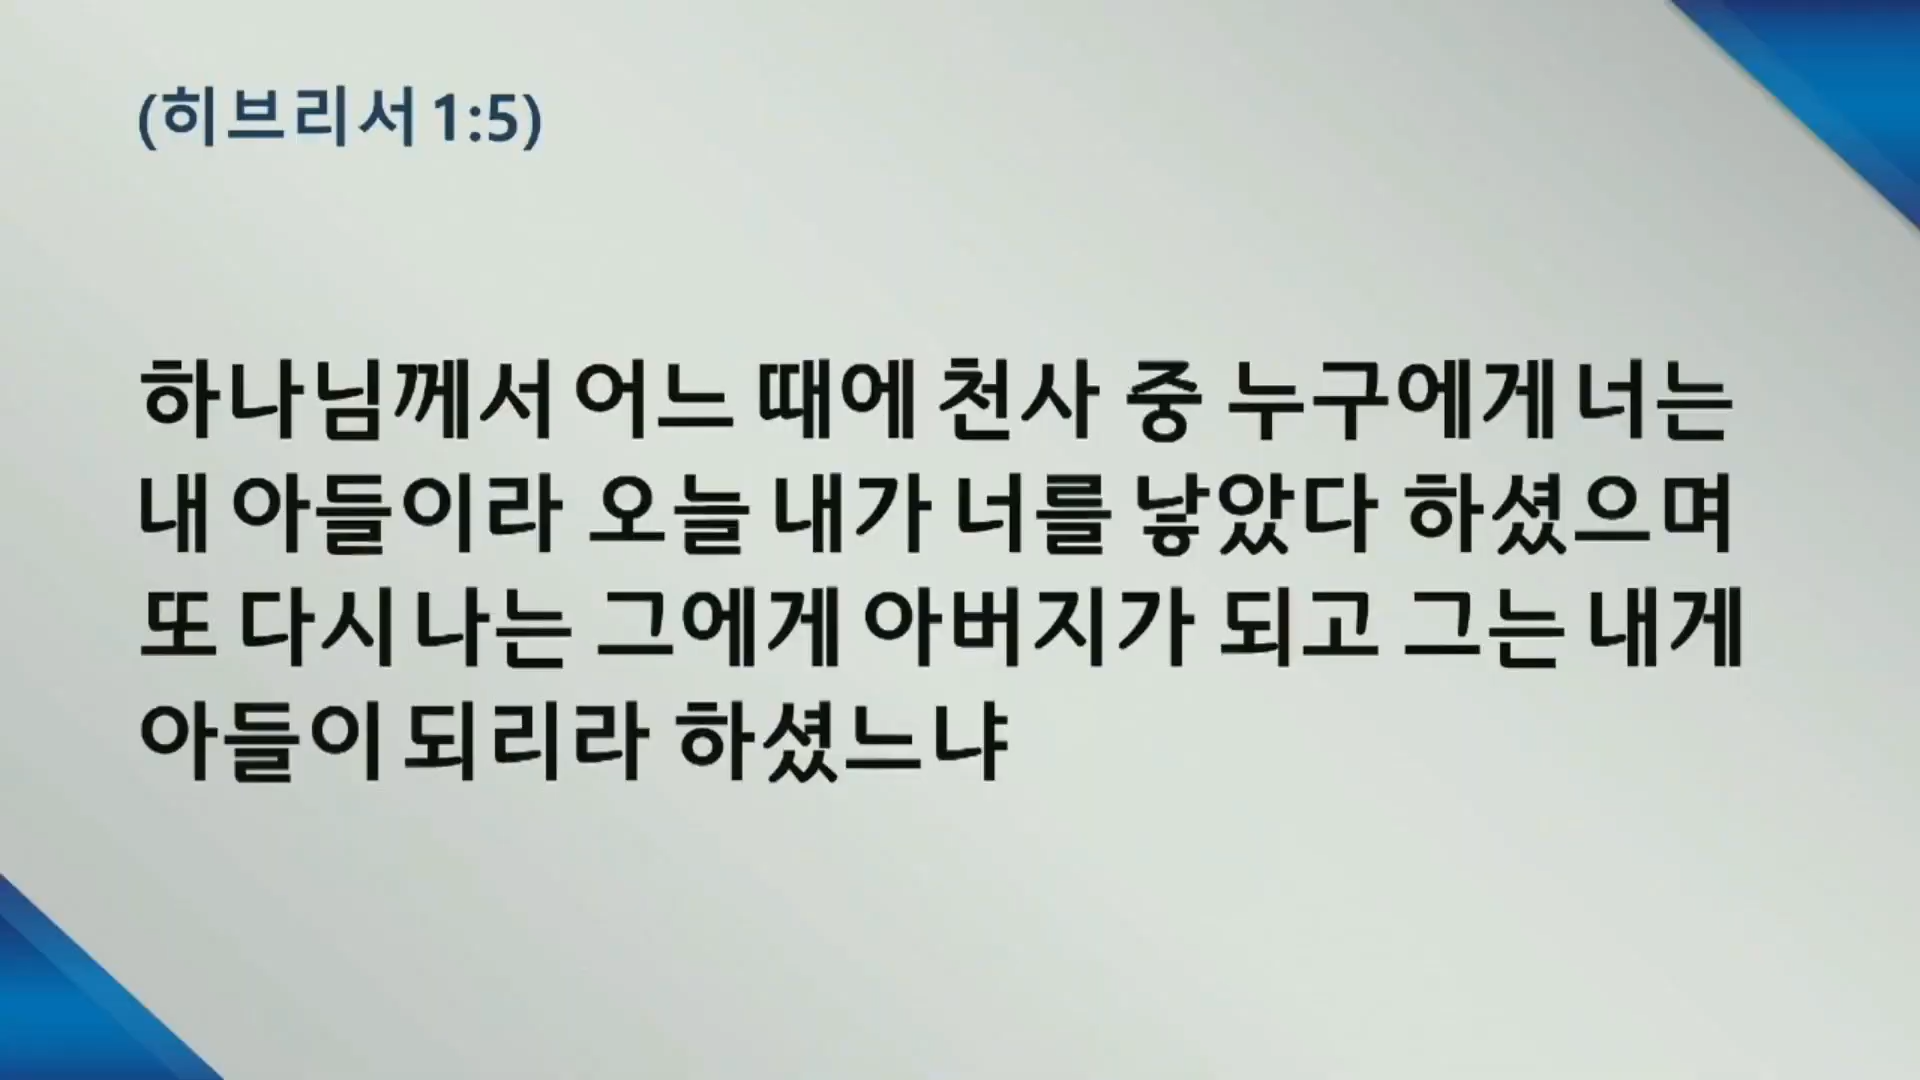 (히브리서 1:5)
하나님께서 어느 때에 천사 중 누구에게 너는
내 아들이라 오늘 내가 너를 낳았다 하셨으며
또 다시 나는 그에게 아버지가 되고 그는 내게
아들이 되리라 하셨느냐